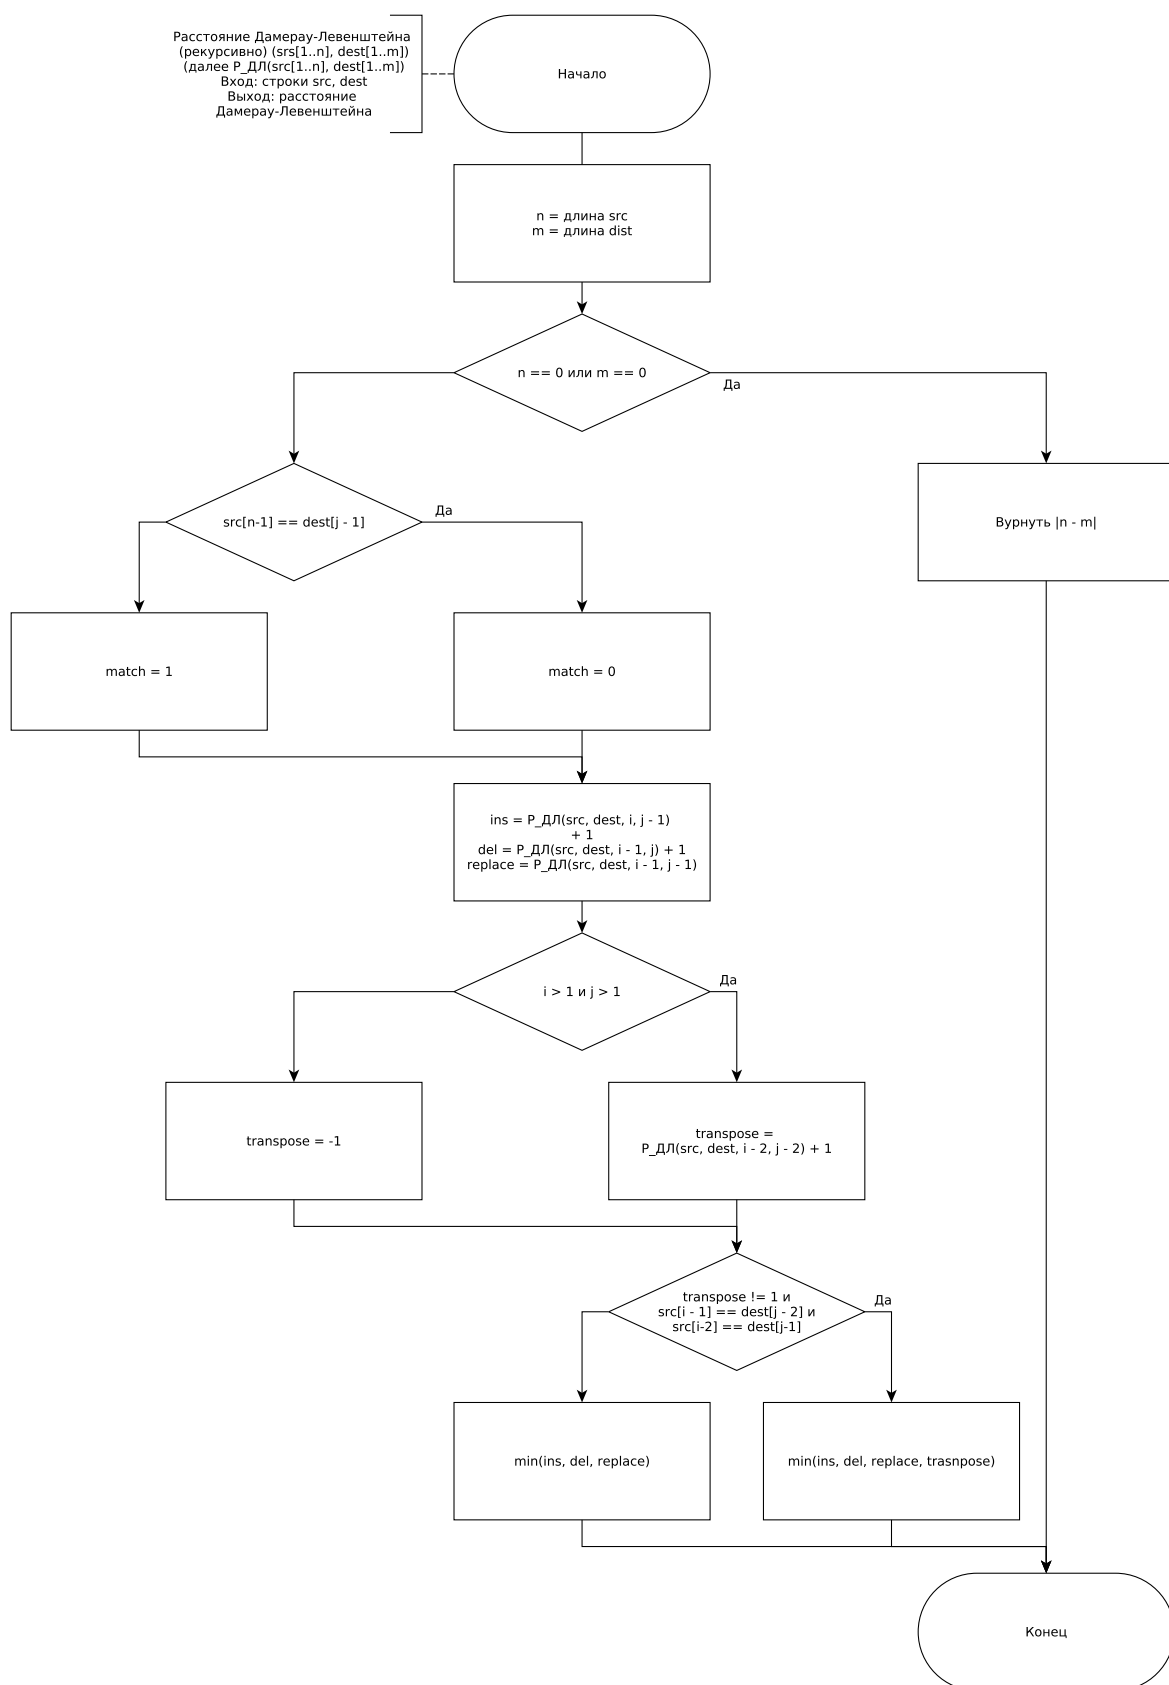 Расстояние Дамерау-Левенштейна
(рекурсивно) (srs[1..n], dest[1..m])
(далее Р_ДЛ(src[1..n], dest[1..m])
Вход: строки src, dest
Выход: расстояние
Дамерау-Левенштейна
Начало
n = длина src
m = длина dist
n == 0 или m == 0
Да
src[n-1] == dest[j - 1]
Да
Вурнуть |n - m|
match = 1
match = 0
ins = Р_ДЛ(src, dest, i, j - 1)
+ 1
del = Р_ДЛ(src, dest, i - 1, j) + 1
replace = Р_ДЛ(src, dest, i - 1, j - 1)
i > 1 и j > 1
Да
transpose = -1
transpose =
Р_ДЛ(src, dest, i - 2, j - 2) + 1
transpose != 1 и
src[i - 1] == dest[j - 2] и
src[i-2] == dest[j-1]
Да
min(ins, del, replace)
min(ins, del, replace, trasnpose)
Конец